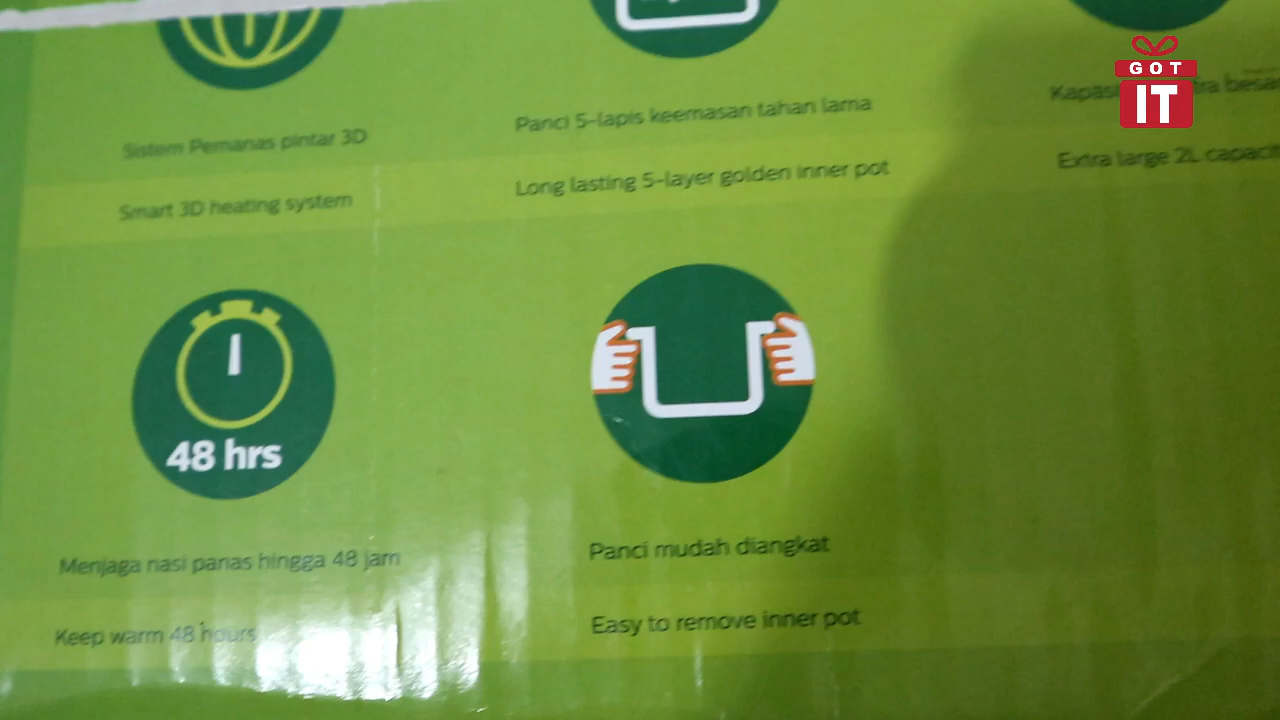 GOT
IT
Sistem Pemanas pintar 3D
Panci 5-lapis keemasan tahan lama
besar
Smart 3D heating system
Long lasting 5-layer golden inner pot
Extra large 2L
48 hrs
Menjaga nasi panas hingga 48 jam
Panci mudah diangkat
Keep warm 48 hours
Easy to remove inner pot